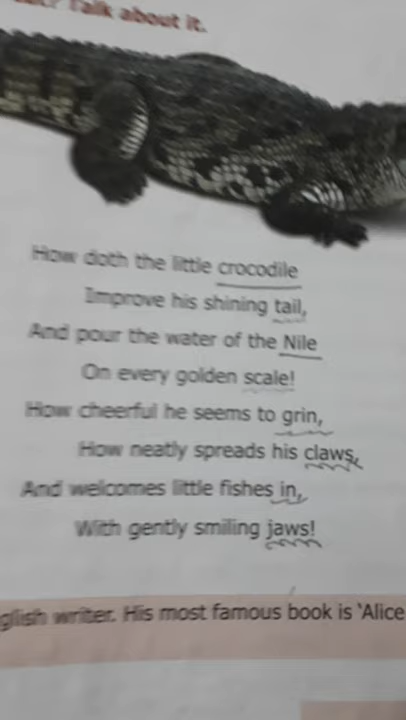 Talk about it.
How doth the little crocodile
Improve his shining tail,
And pour the water of the Nile
On every golden scale!
How cheerful he seems to grin,
How neatly spreads his claws,
And welcomes little fishes in,
With gently smiling jaws!
writer. His most famous book is 'Alice